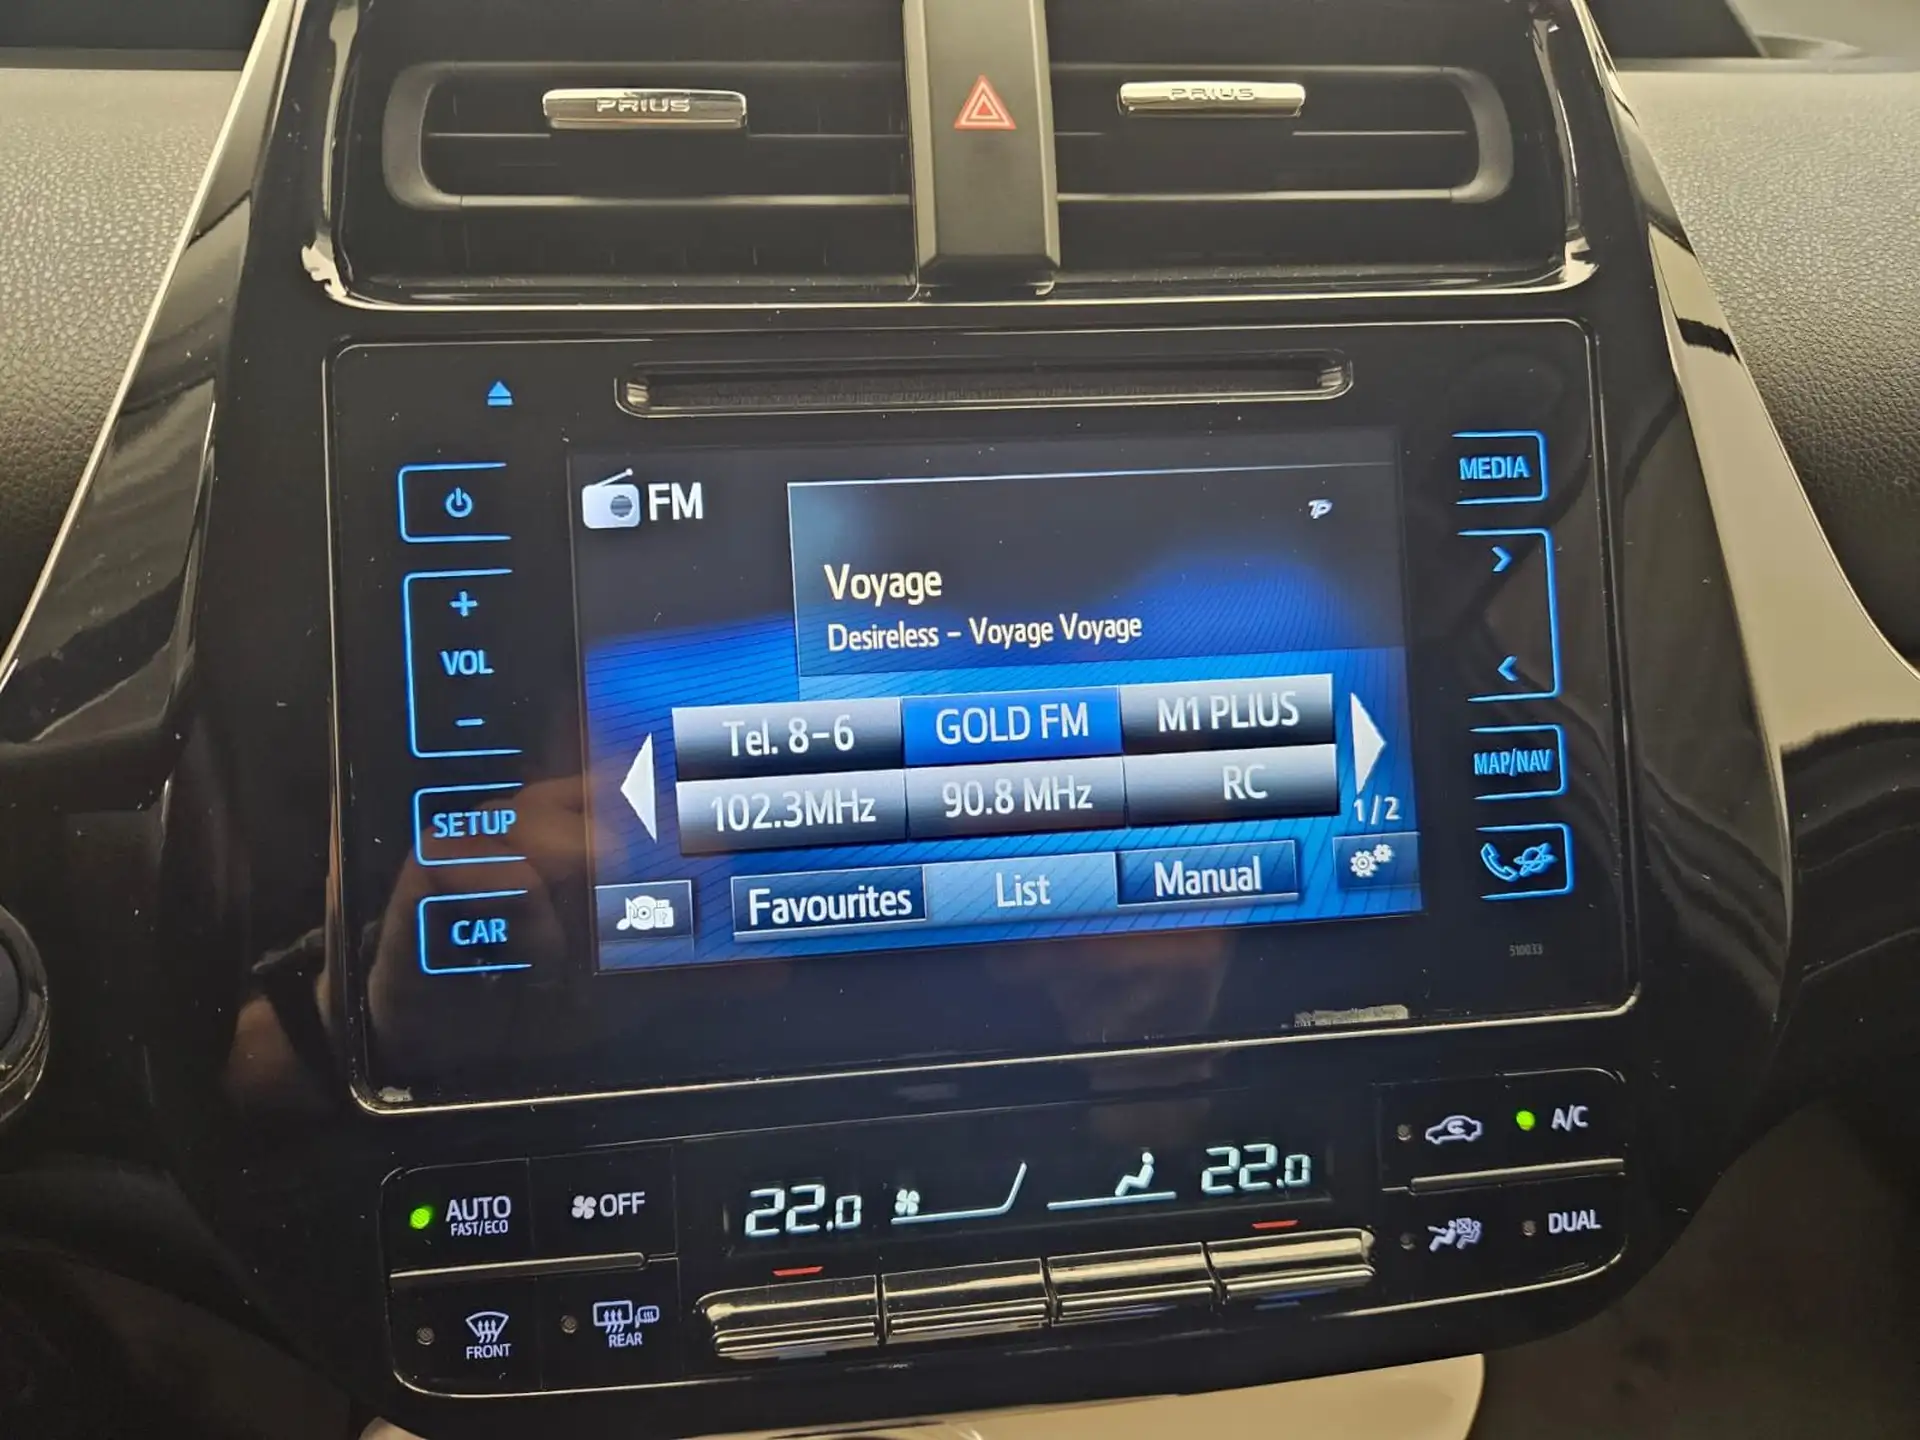 PRIUS
PRIUS
MEDIA
FM
TP
Voyage
VOL
Desireless – Voyage Voyage
Tel. 8-6
GOLD FM
M1 PLIUS
MAP/NAV
102.3MHz
90.8 MHz
RC
1/2
SETUP
Favourites
List
Manual
CAR
510033
22.0
22.0
A/C
AUTO
FAST/ECO
OFF
DUAL
FRONT
REAR